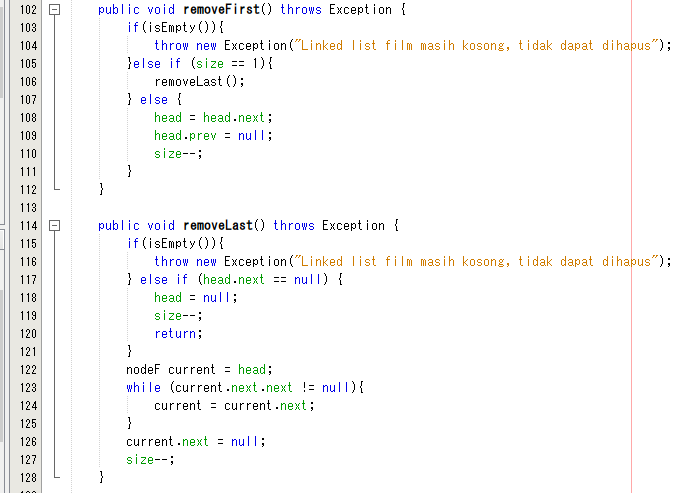 102 public void removeFirst() throws Exception {
103 if(isEmpty()){
104 throw new Exception("Linked list film masih kosong, tidak dapat dihapus");
105 }else if (size == 1){
106 removeLast();
107 } else {
108 head = head.next;
109 head.prev = null;
110 size--;
111 }
112 }
113
114 public void removeLast() throws Exception {
115 if(isEmpty()){
116 throw new Exception("Linked list film masih kosong, tidak dapat dihapus");
117 } else if (head.next == null) {
118 head = null;
119 size--;
120 return;
121 }
122 nodeF current = head;
123 while (current.next.next != null){
124 current = current.next;
125 }
126 current.next = null;
127 size--;
128 }